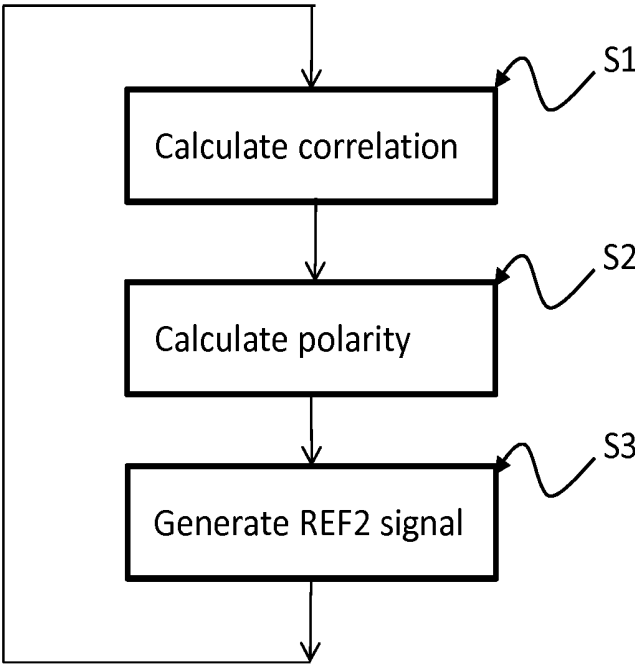 S1
Calculate correlation
S2
Calculate polarity
S3
Generate REF2 signal